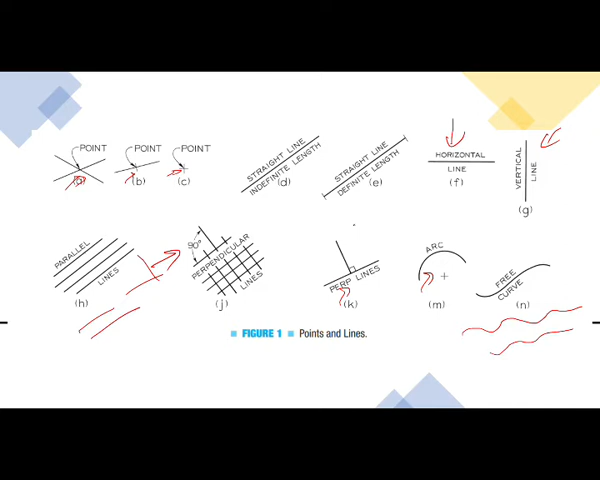 POINT
(a)
POINT
(b)
POINT
(c)
STRAIGHT LINE
INDEFINITE LENGTH
(d)
STRAIGHT LINE
DEFINITE LENGTH
(e)
HORIZONTAL
LINE
(f)
VERTICAL
LINE
(g)
PARALLEL
LINES
(h)
90°
PERPENDICULAR
LINES
(j)
PERP LINES
(k)
ARC
(m)
FREE
CURVE
(n)
FIGURE 1 Points and Lines.